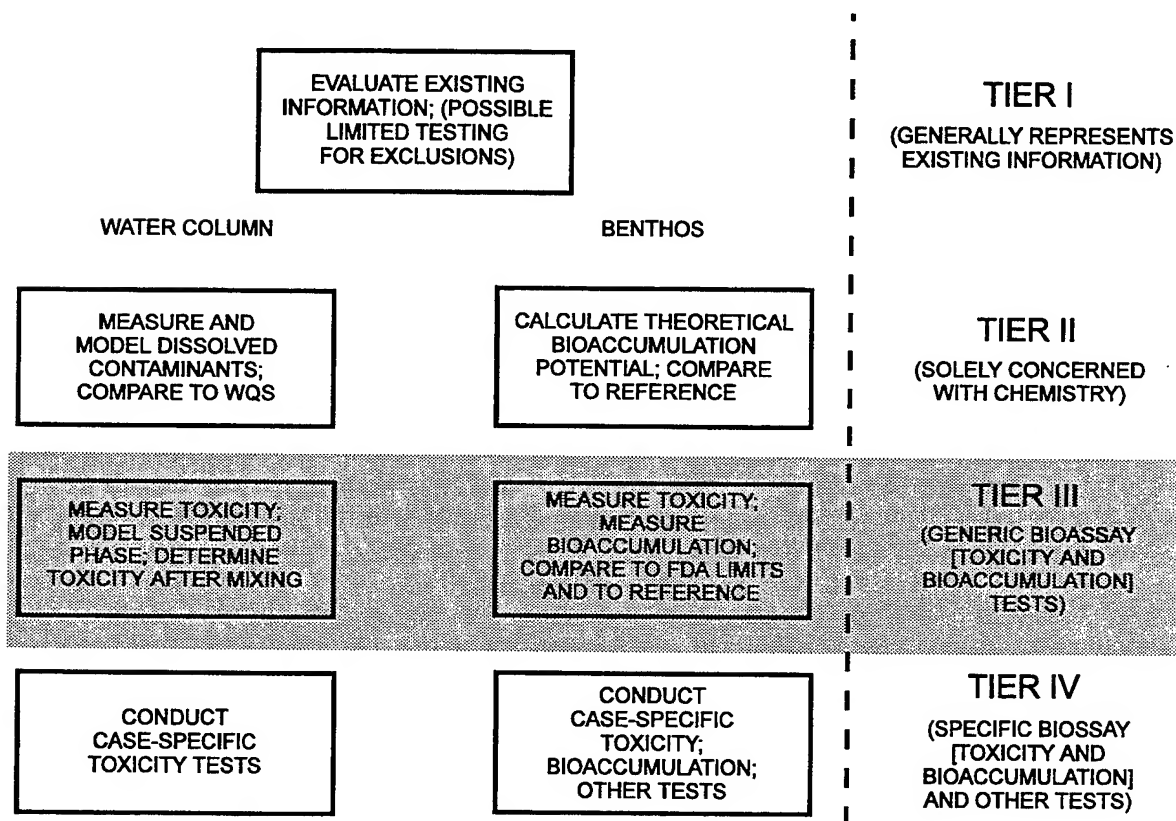 EVALUATE EXISTING
INFORMATION; (POSSIBLE
LIMITED TESTING
FOR EXCLUSIONS)
TIER I
(GENERALLY REPRESENTS
EXISTING INFORMATION)
WATER COLUMN
BENTHOS
MEASURE AND
MODEL DISSOLVED
CONTAMINANTS;
COMPARE TO WQS
CALCULATE THEORETICAL
BIOACCUMULATION
POTENTIAL; COMPARE
TO REFERENCE
TIER II
(SOLELY CONCERNED
WITH CHEMISTRY)
MEASURE TOXICITY;
MODEL SUSPENDED
PHASE; DETERMINE
TOXICITY AFTER MIXING
MEASURE TOXICITY;
MEASURE
BIOACCUMULATION;
COMPARE TO FDA LIMITS
AND TO REFERENCE
TIER III
(GENERIC BIOASSAY
[TOXICITY AND
BIOACCUMULATION]
TESTS)
CONDUCT
CASE-SPECIFIC
TOXICITY TESTS
CONDUCT
CASE-SPECIFIC
TOXICITY;
BIOACCUMULATION;
OTHER TESTS
TIER IV
(SPECIFIC BIOSSAY
[TOXICITY AND
BIOACCUMULATION]
AND OTHER TESTS)